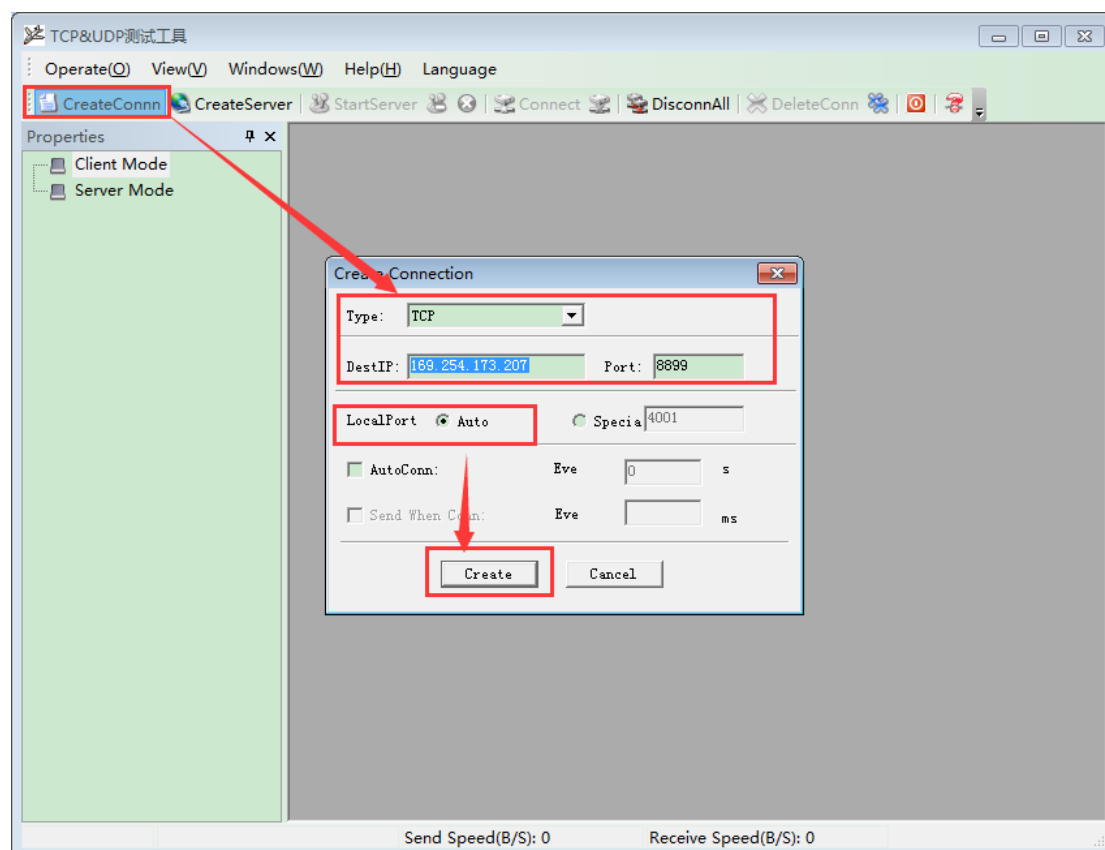 TCP&UDP测试工具
Operate(O) View(V) Windows(W) Help(H) Language
CreateConnn CreateServer StartServer Connect DisconnAll DeleteConn
Properties
Client Mode
Server Mode
Create Connection
Type: TCP
DestIP: 169.254.173.207 Port: 8899
LocalPort Auto Specia 4001
AutoConn: Eve 0 s
Send When Conn: Eve ms
Create Cancel
Send Speed(B/S): 0 Receive Speed(B/S): 0